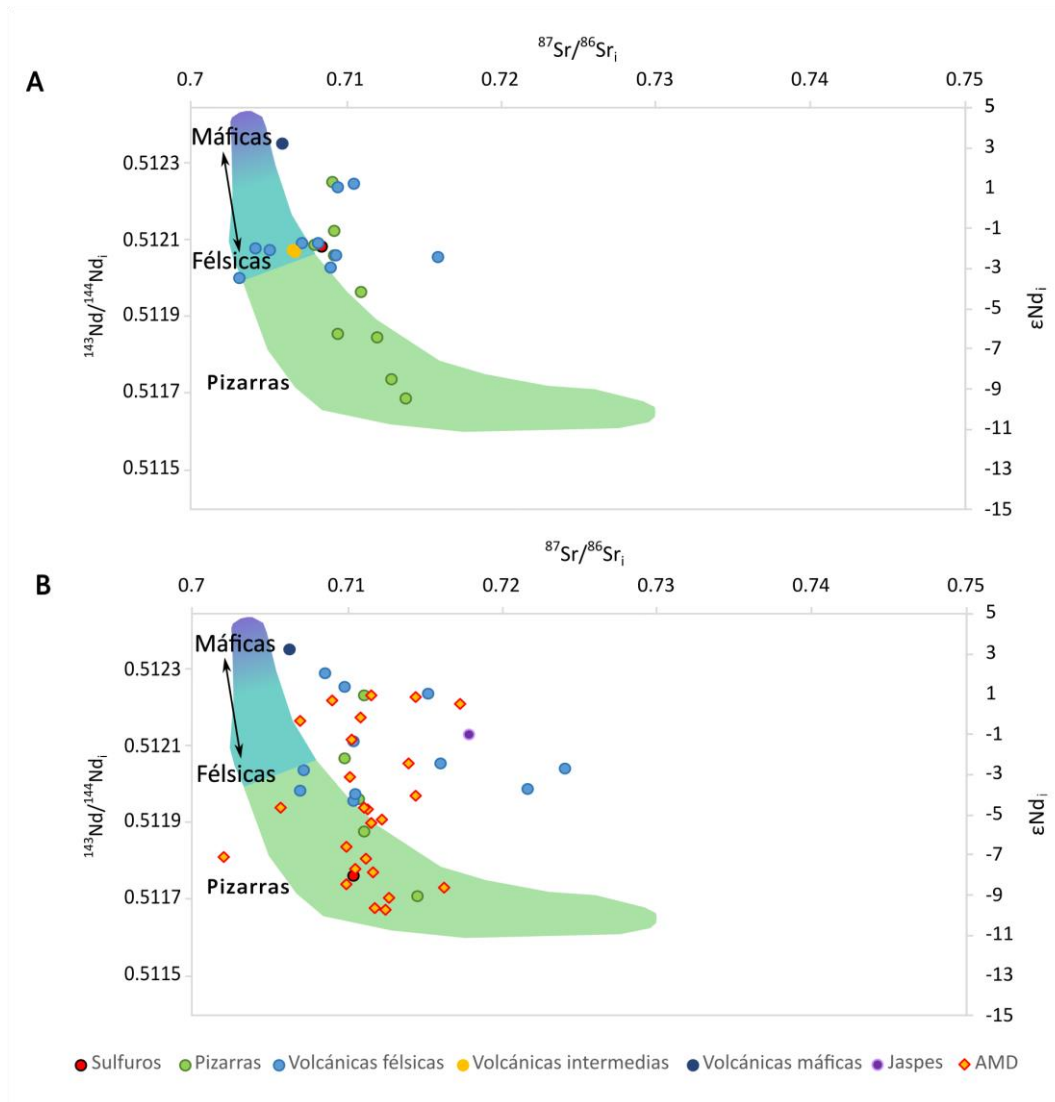 ⁸⁷Sr/⁸⁶Srᵢ
A
0.7 0.71 0.72 0.73 0.74 0.75
5
Máficas
0.5123
3
1
0.5121
-1
Félsicas
-3
¹⁴³Nd/¹⁴⁴Ndᵢ
εNdᵢ
0.5119
-5
-7
Pizarras
0.5117
-9
-11
0.5115
-13
-15
⁸⁷Sr/⁸⁶Srᵢ
B
0.7 0.71 0.72 0.73 0.74 0.75
5
Máficas
0.5123
3
1
0.5121
-1
Félsicas
-3
¹⁴³Nd/¹⁴⁴Ndᵢ
εNdᵢ
0.5119
-5
-7
Pizarras
0.5117
-9
-11
0.5115
-13
-15
Sulfuros Pizarras Volcánicas félsicas Volcánicas intermedias Volcánicas máficas Jaspes AMD